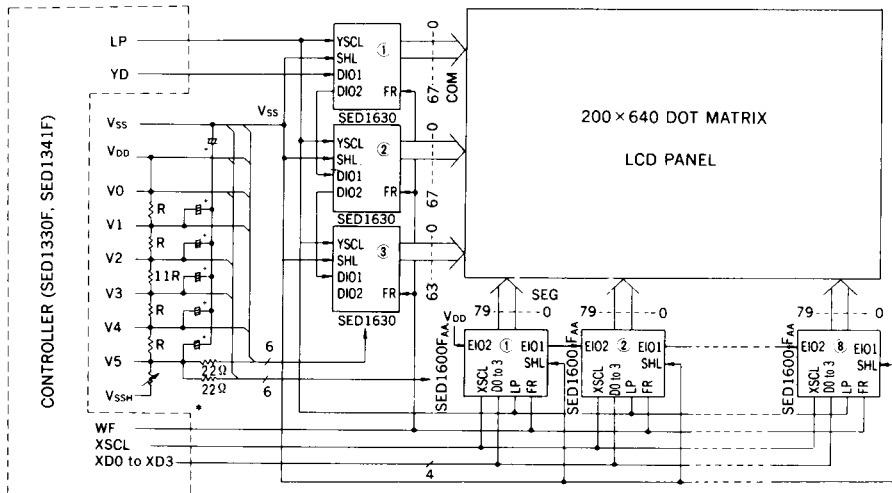 CONTROLLER (SED1330F, SED1341F)
LP
YD
VSS
VDD
V0
V1
V2
V3
V4
V5
VSSH
R
R
11R
R
R
22Ω
22Ω
6
6
*
WF
XSCL
XD0 to XD3
4
VSS
YSCL
SHL
DIO1
DIO2
FR
①
SED1630
67-----0
COM
YSCL
SHL
DIO1
DIO2
FR
②
SED1630
67-----0
YSCL
SHL
DIO1
DIO2
FR
③
SED1630
63-----0
200×640 DOT MATRIX
LCD PANEL
SEG
79-----0
79-----0
79-----0
VDD
EIO2 ① EIO1
SHL
XSCL
D0 to 3
LP
FR
SED1600FAA
EIO2 ② EIO1
SHL
XSCL
D0 to 3
LP
FR
SED1600FAA
EIO2 ⑧ EIO1
SHL
XSCL
D0 to 3
LP
FR
SED1600FAA